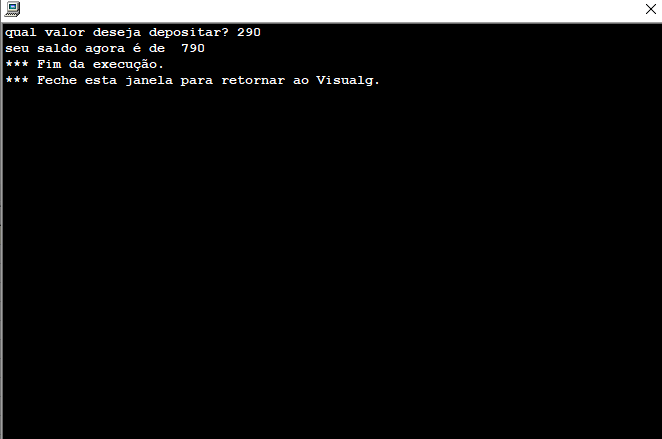 qual valor deseja depositar? 290
seu saldo agora é de  790
*** Fim da execução.
*** Feche esta janela para retornar ao Visualg.